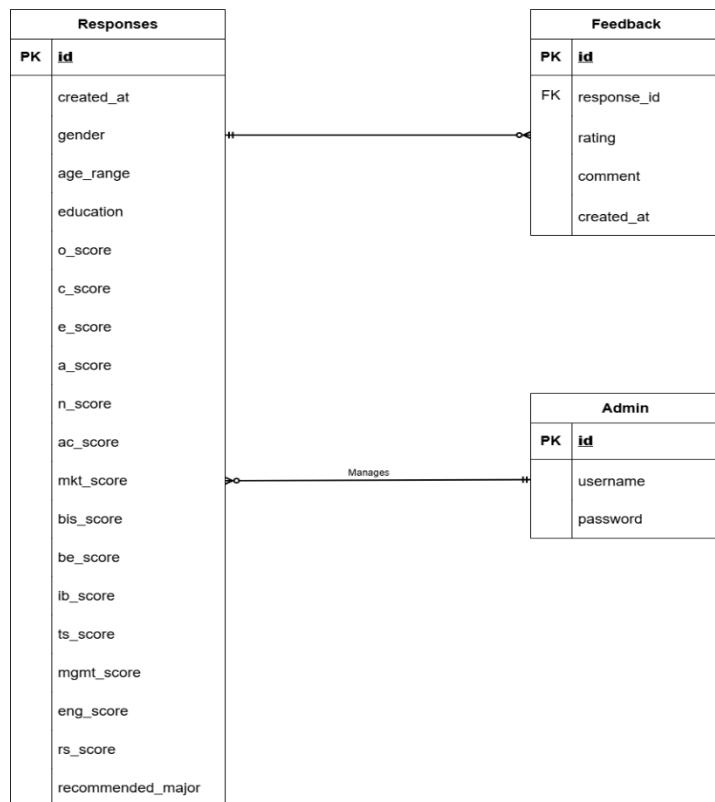 Responses
PK id
created_at
gender
age_range
education
o_score
c_score
e_score
a_score
n_score
ac_score
mkt_score
bis_score
be_score
ib_score
ts_score
mgmt_score
eng_score
rs_score
recommended_major
Feedback
PK id
FK response_id
rating
comment
created_at
Manages
Admin
PK id
username
password